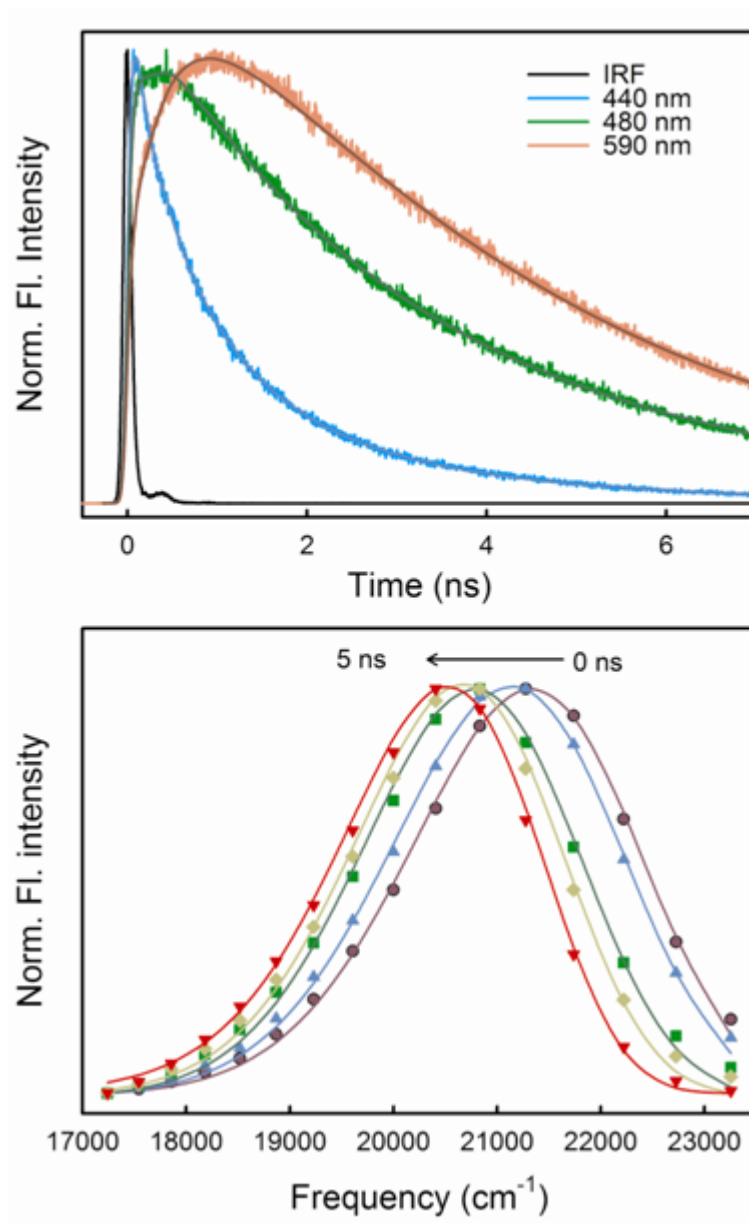 Norm. Fl. Intensity
IRF
440 nm
480 nm
590 nm
0 2 4 6
Time (ns)
Norm. Fl. intensity
5 ns 0 ns
17000 18000 19000 20000 21000 22000 23000
Frequency (cm⁻¹)